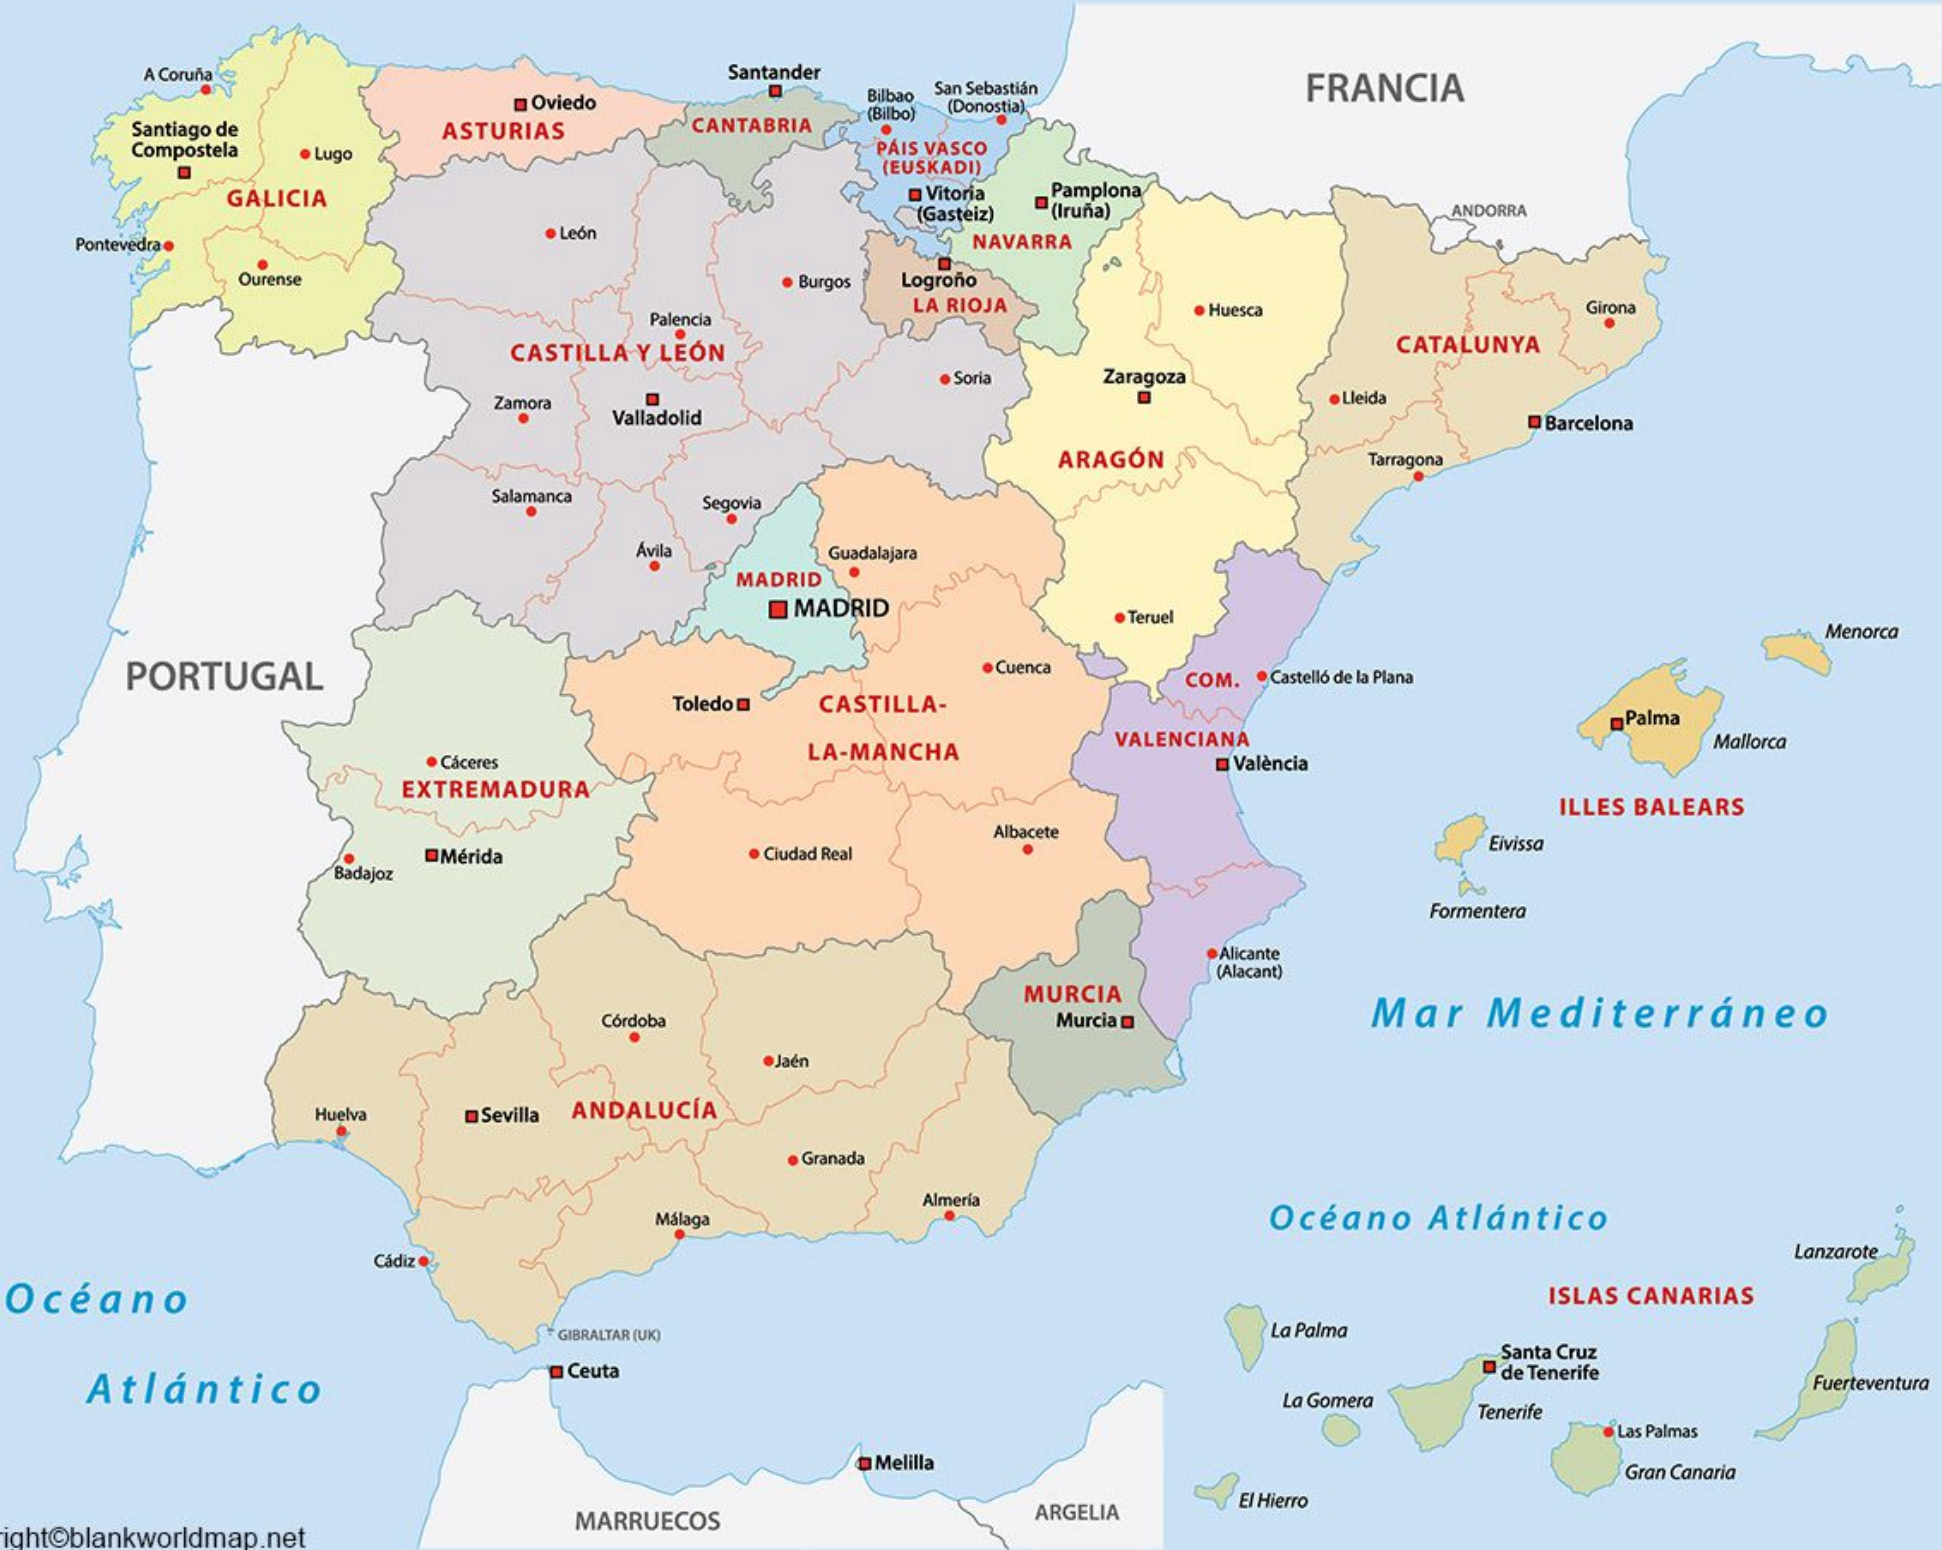 FRANCIA
A Coruña
Santiago de
Compostela
Lugo
GALICIA
Pontevedra
Ourense
Oviedo
ASTURIAS
Santander
CANTABRIA
Bilbao
(Bilbo)
San Sebastián
(Donostia)
PÁIS VASCO
(EUSKADI)
Vitoria
(Gasteiz)
Pamplona
(Iruña)
NAVARRA
Logroño
LA RIOJA
ANDORRA
León
Burgos
Palencia
CASTILLA Y LEÓN
Soria
Zamora
Valladolid
Salamanca
Segovia
Ávila
Huesca
Zaragoza
ARAGÓN
Teruel
Girona
CATALUNYA
Lleida
Barcelona
Tarragona
MADRID
MADRID
Guadalajara
Cuenca
Toledo
CASTILLA-
LA-MANCHA
Ciudad Real
Albacete
PORTUGAL
Cáceres
EXTREMADURA
Mérida
Badajoz
COM.
VALENCIANA
Castelló de la Plana
València
Alicante
(Alacant)
Menorca
Palma
Mallorca
ILLES BALEARS
Eivissa
Formentera
MURCIA
Murcia
Mar Mediterráneo
Córdoba
Jaén
Huelva
Sevilla
ANDALUCÍA
Granada
Almería
Málaga
Cádiz
GIBRALTAR (UK)
Ceuta
Melilla
MARRUECOS
ARGELIA
Océano
Atlántico
Océano Atlántico
ISLAS CANARIAS
Lanzarote
La Palma
Santa Cruz
de Tenerife
Fuerteventura
La Gomera
Tenerife
Las Palmas
Gran Canaria
El Hierro
right©blankworldmap.net